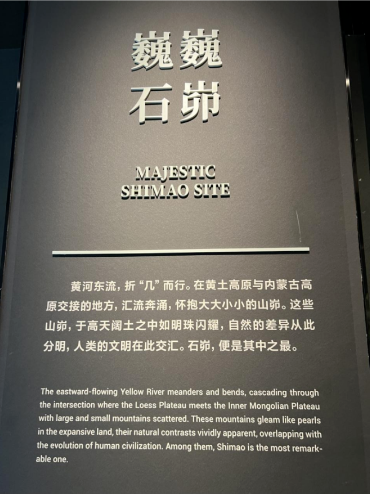 巍巍
石峁
MAJESTIC
SHIMAO SITE
黄河东流，折“几”而行。在黄土高原与内蒙古高
原交接的地方，汇流奔涌，怀抱大大小小的山峁。这些
山峁，于高天阔土之中如明珠闪耀，自然的差异从此
分明，人类的文明在此交汇。石峁，便是其中之最。
The eastward-flowing Yellow River meanders and bends, cascading through
the intersection where the Loess Plateau meets the Inner Mongolian Plateau
with large and small mountains scattered. These mountains gleam like pearls
in the expansive land, their natural contrasts vividly apparent, overlapping with
the evolution of human civilization. Among them, Shimao is the most remark-
able one.